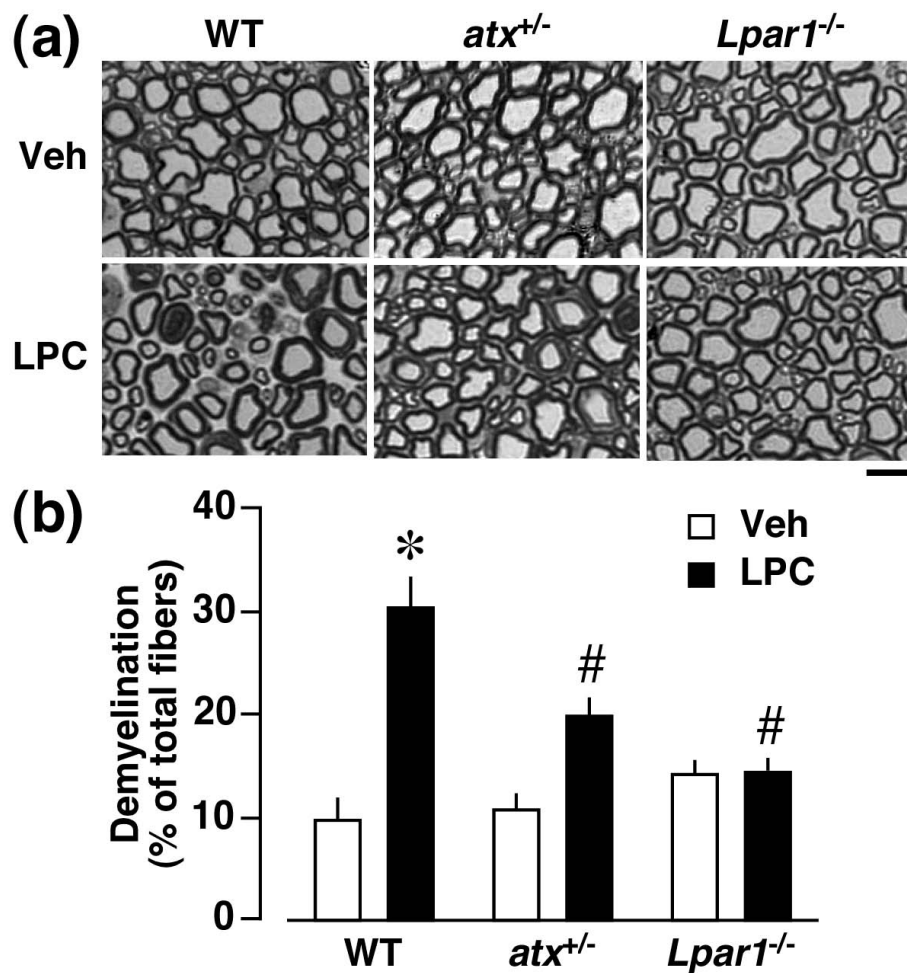 (a) WT atx+/- Lpar1-/-
Veh
LPC
(b)
40
30
20
10
0
Demyelination
(% of total fibers)
Veh
LPC
*
#
#
WT atx+/- Lpar1-/-